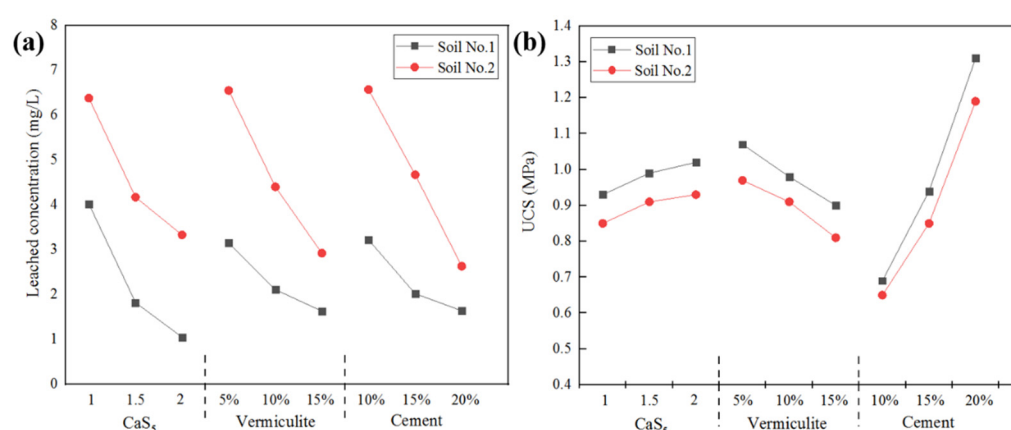 (a)
Leached concentration (mg/L)
8
7
6
5
4
3
2
1
0
Soil No.1
Soil No.2
1 1.5 2 5% 10% 15% 10% 15% 20%
CaS₅ Vermiculite Cement
(b)
UCS (MPa)
1.4
1.3
1.2
1.1
1.0
0.9
0.8
0.7
0.6
0.5
0.4
Soil No.1
Soil No.2
1 1.5 2 5% 10% 15% 10% 15% 20%
CaS₅ Vermiculite Cement